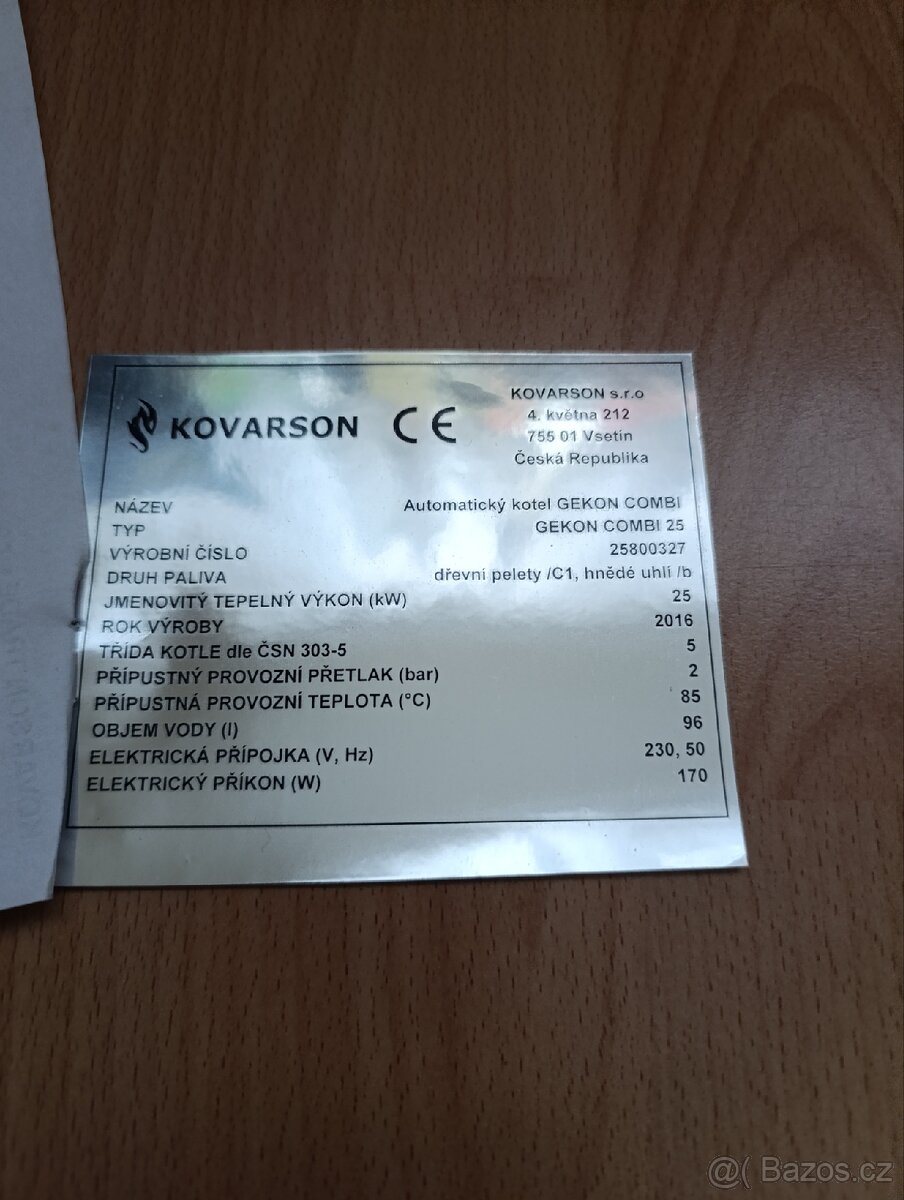 KOVARSON CE
KOVARSON s.r.o
4. května 212
755 01 Vsetín
Česká Republika
NÁZEV Automatický kotel GEKON COMBI
TYP GEKON COMBI 25
VÝROBNÍ ČÍSLO 25800327
DRUH PALIVA dřevní pelety /C1, hnědé uhlí /b
JMENOVITÝ TEPELNÝ VÝKON (kW) 25
ROK VÝROBY 2016
TŘÍDA KOTLE dle ČSN 303-5 5
PŘÍPUSTNÝ PROVOZNÍ PŘETLAK (bar) 2
PŘÍPUSTNÁ PROVOZNÍ TEPLOTA (°C) 85
OBJEM VODY (l) 96
ELEKTRICKÁ PŘÍPOJKA (V, Hz) 230, 50
ELEKTRICKÝ PŘÍKON (W) 170
@( Bazos.cz